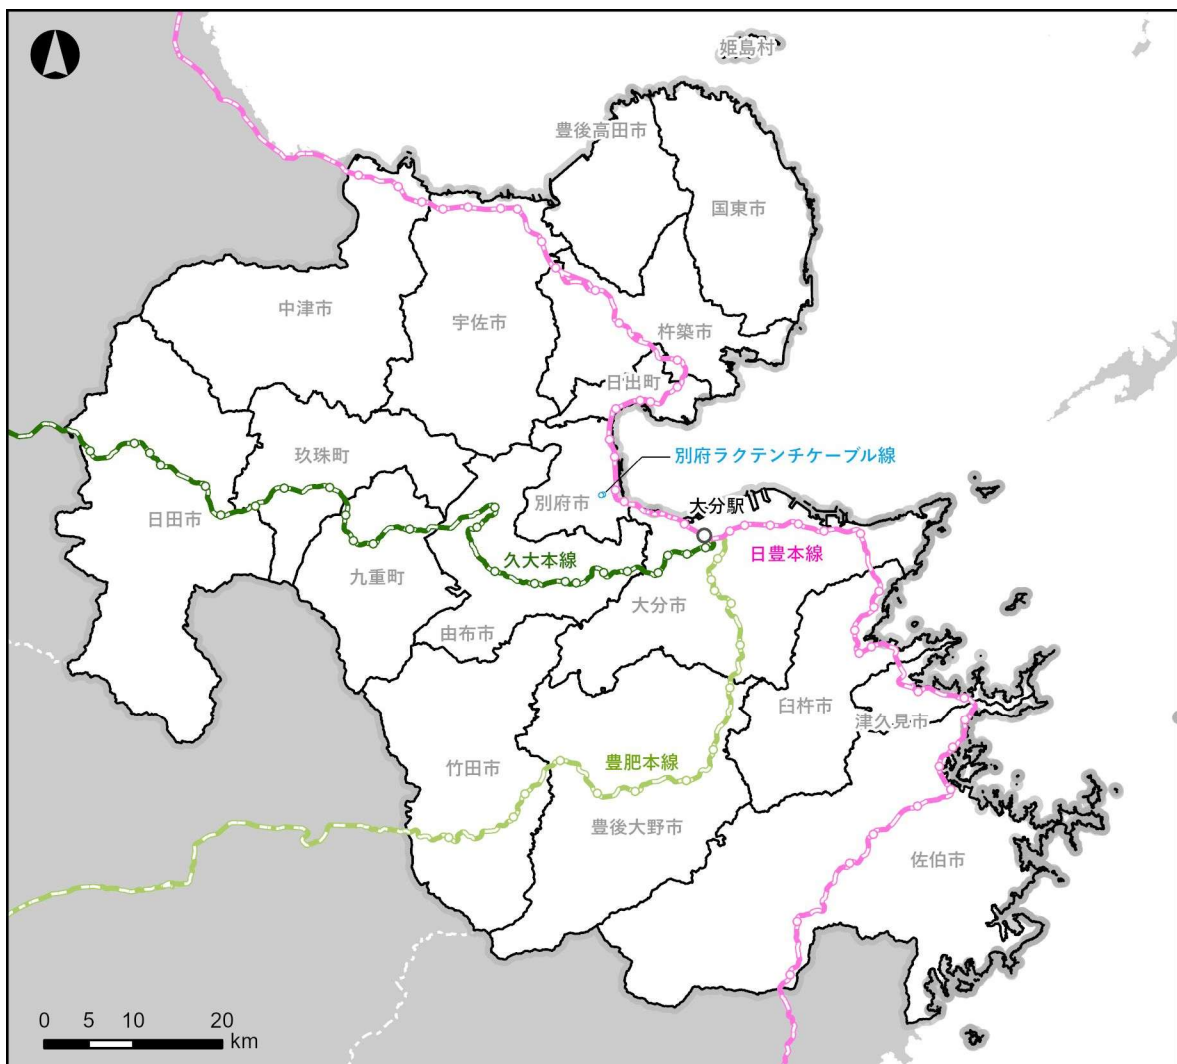 姫島村
豊後高田市
国東市
中津市
宇佐市
杵築市
日出町
玖珠町
別府ラクテンチケーブル線
別府市
大分駅
日田市
久大本線
日豊本線
九重町
大分市
由布市
臼杵市
津久見市
竹田市
豊肥本線
豊後大野市
佐伯市
0 5 10 20
km